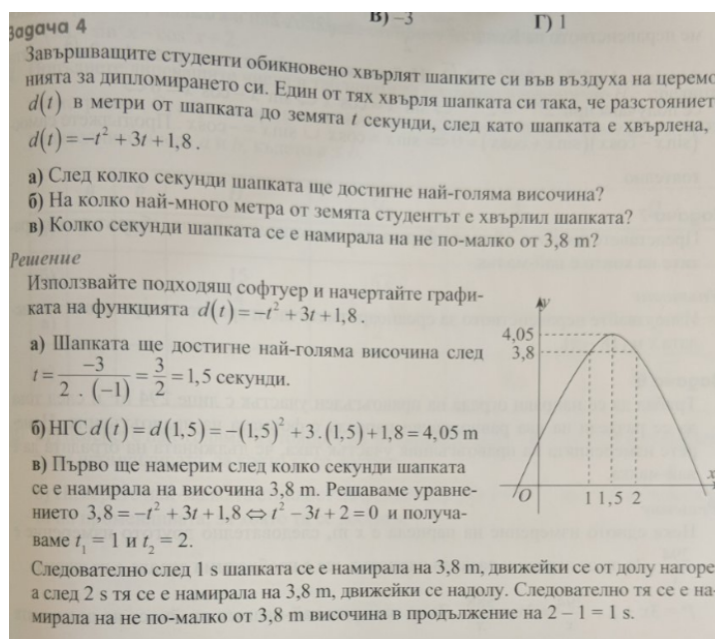 В) –3 Г) 1
Задача 4
Завършващите студенти обикновено хвърлят шапките си във въздуха на церемо
нията за дипломирането си. Един от тях хвърля шапката си така, че разстояниет
d(t) в метри от шапката до земята t секунди, след като шапката е хвърлена,
d(t) = –t² + 3t + 1,8.
а) След колко секунди шапката ще достигне най-голяма височина?
б) На колко най-много метра от земята студентът е хвърлил шапката?
в) Колко секунди шапката се е намирала на не по-малко от 3,8 m?
Решение
Използвайте подходящ софтуер и начертайте графи-
ката на функцията d(t) = –t² + 3t + 1,8.
а) Шапката ще достигне най-голяма височина след
t = –3/(2 . (–1)) = 3/2 = 1,5 секунди.
б) НГС d(t) = d(1,5) = –(1,5)² + 3.(1,5) + 1,8 = 4,05 m
в) Първо ще намерим след колко секунди шапката
се е намирала на височина 3,8 m. Решаваме уравне-
нието 3,8 = –t² + 3t + 1,8 ⇔ t² – 3t + 2 = 0 и получа-
ваме t₁ = 1 и t₂ = 2.
y
4,05
3,8
x
O 1 1,5 2
Следователно след 1 s шапката се е намирала на 3,8 m, движейки се от долу нагоре
а след 2 s тя се е намирала на 3,8 m, движейки се надолу. Следователно тя се е на-
мирала на не по-малко от 3,8 m височина в продължение на 2 – 1 = 1 s.